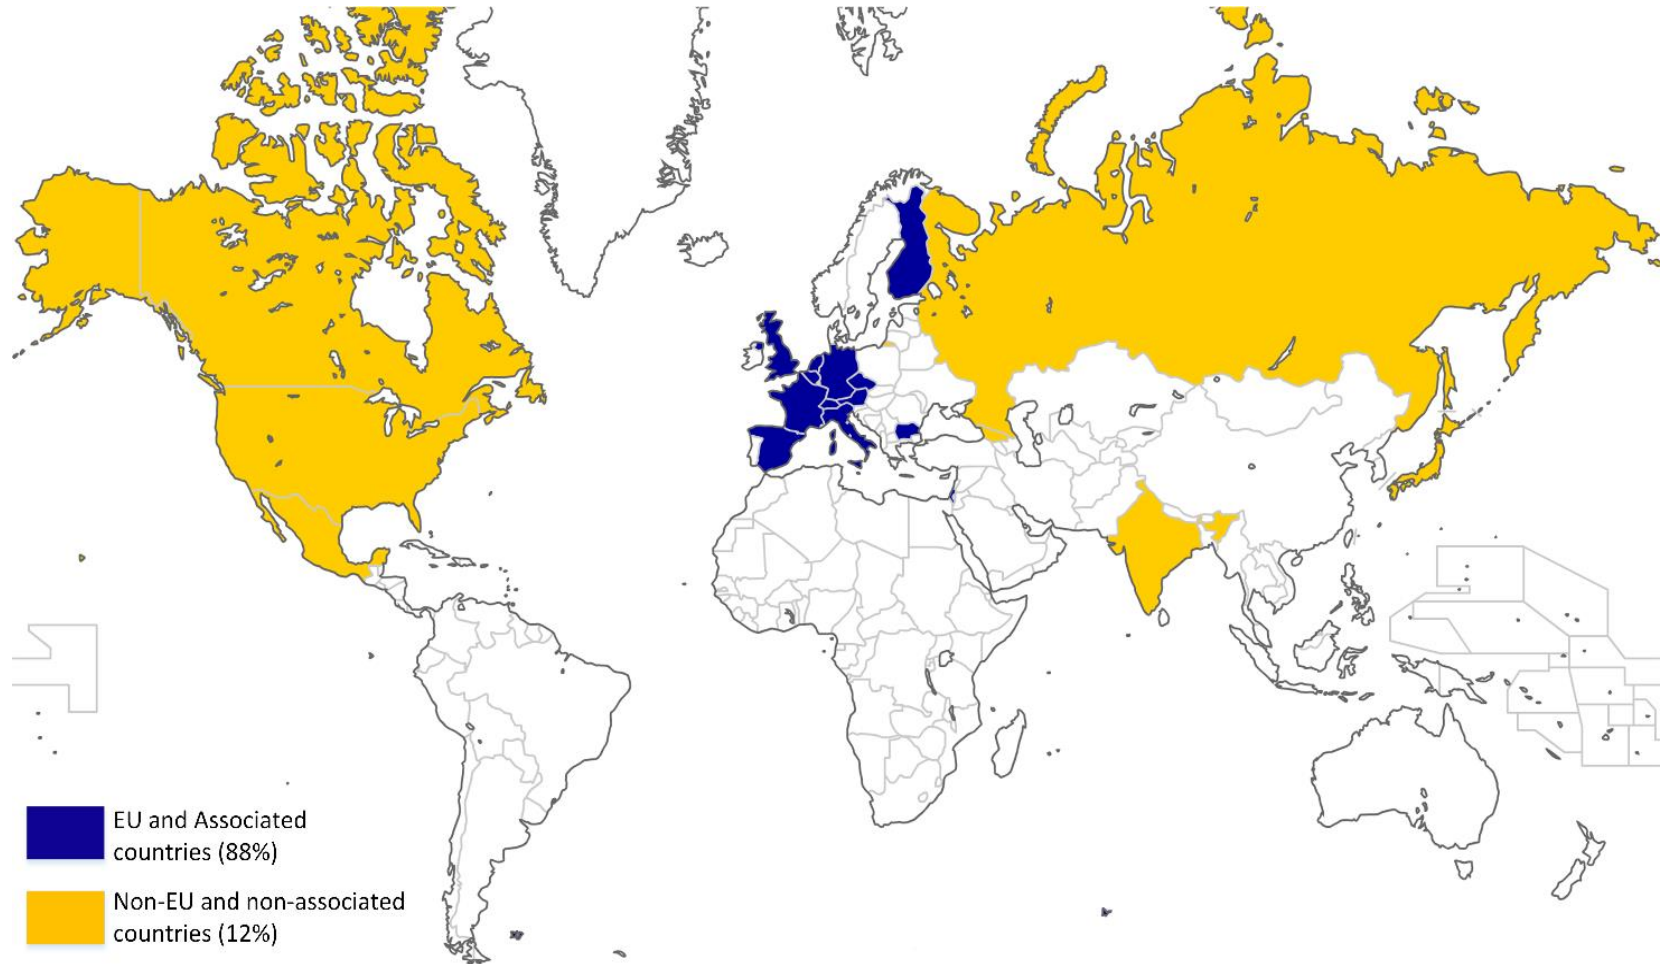 EU and Associated
countries (88%)
Non-EU and non-associated
countries (12%)